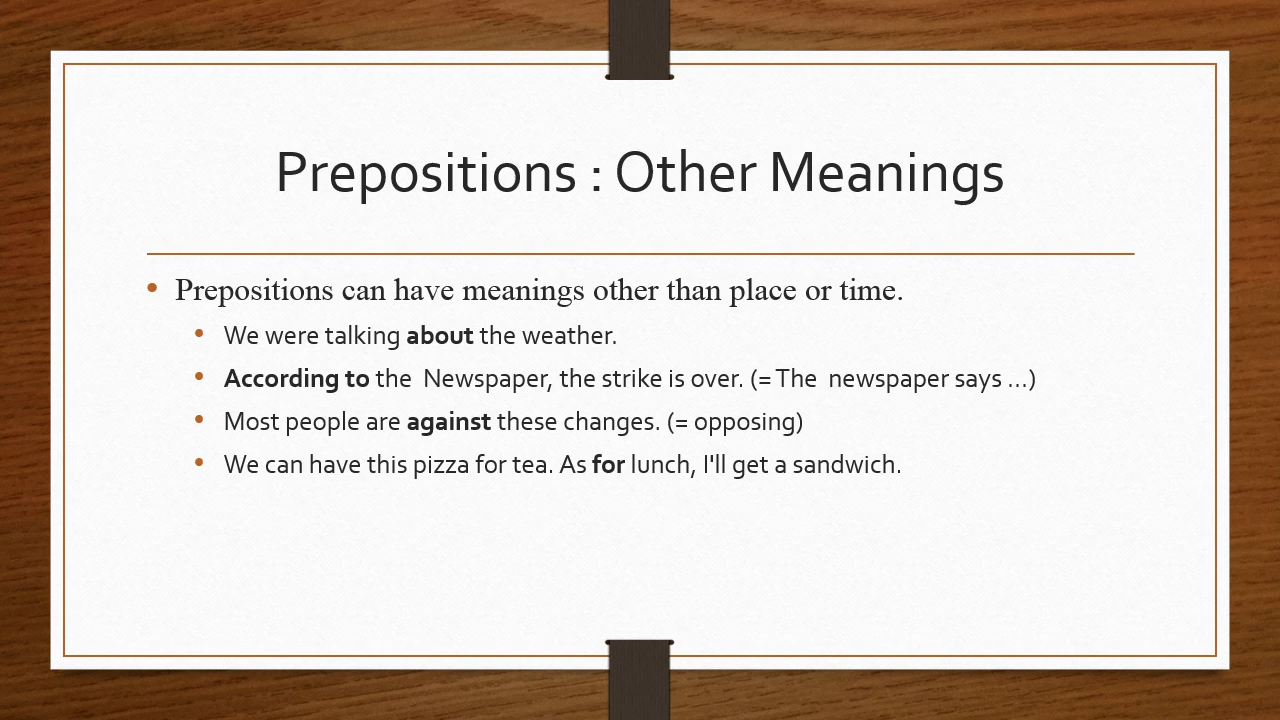 Prepositions : Other Meanings
• Prepositions can have meanings other than place or time.
• We were talking about the weather.
• According to the  Newspaper, the strike is over. (= The  newspaper says ...)
• Most people are against these changes. (= opposing)
• We can have this pizza for tea. As for lunch, I'll get a sandwich.